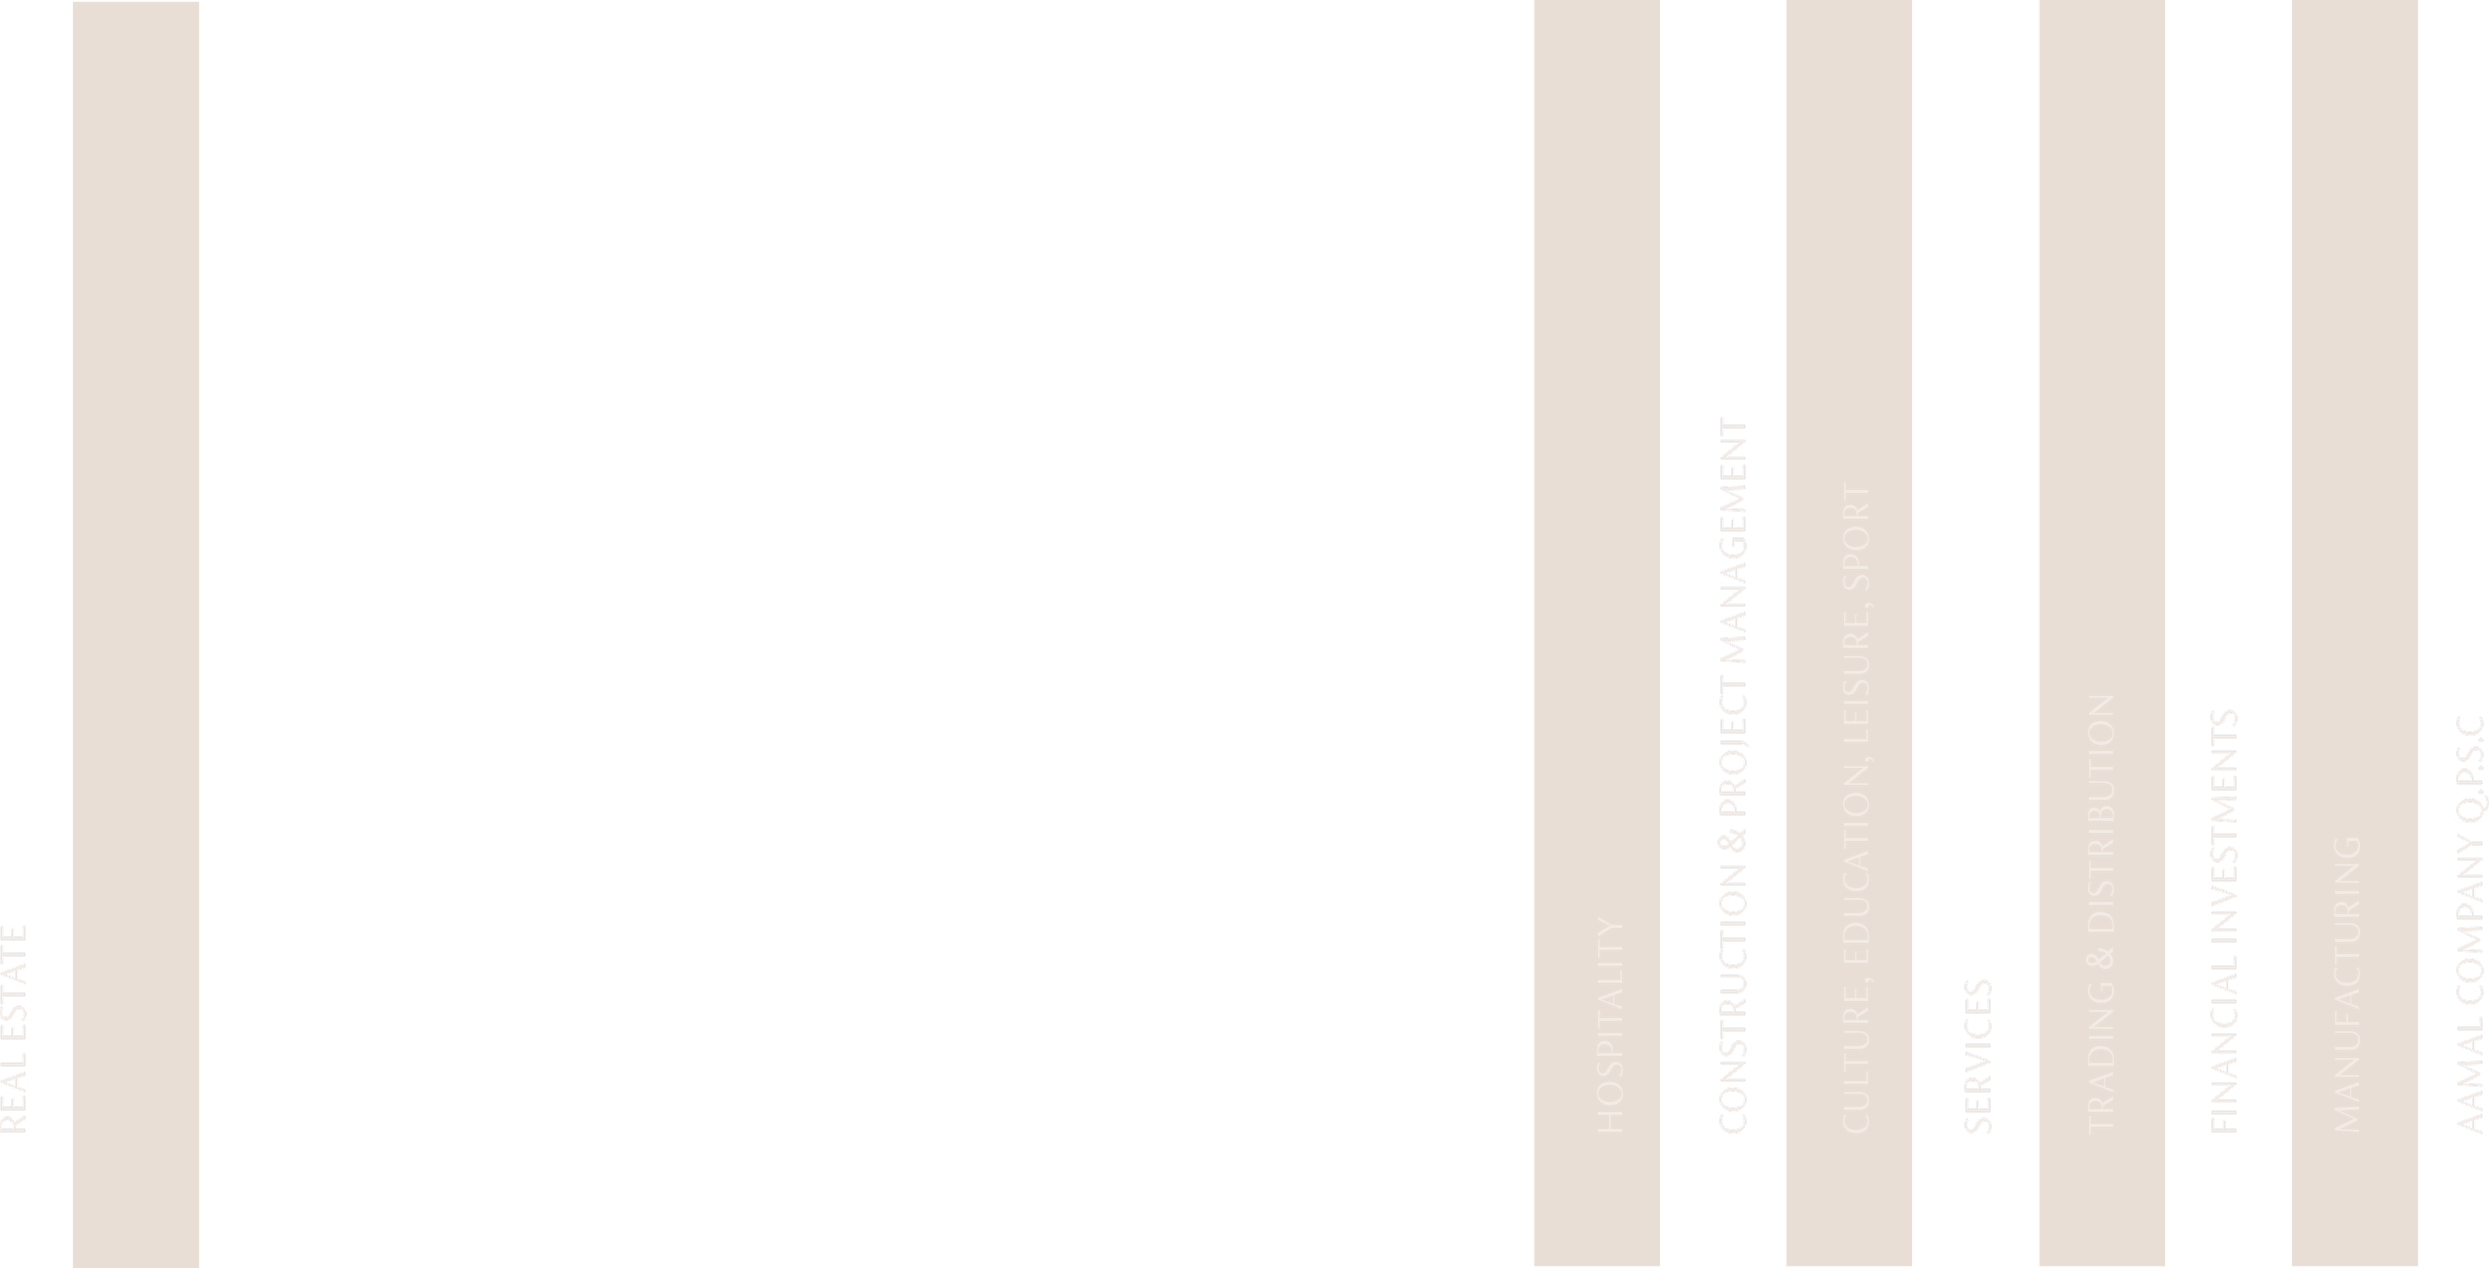 REAL ESTATE
HOSPITALITY
CONSTRUCTION & PROJECT MANAGEMENT
CULTURE, EDUCATION, LEISURE, SPORT
SERVICES
TRADING & DISTRIBUTION
FINANCIAL INVESTMENTS
MANUFACTURING
AAMAL COMPANY Q.P.S.C